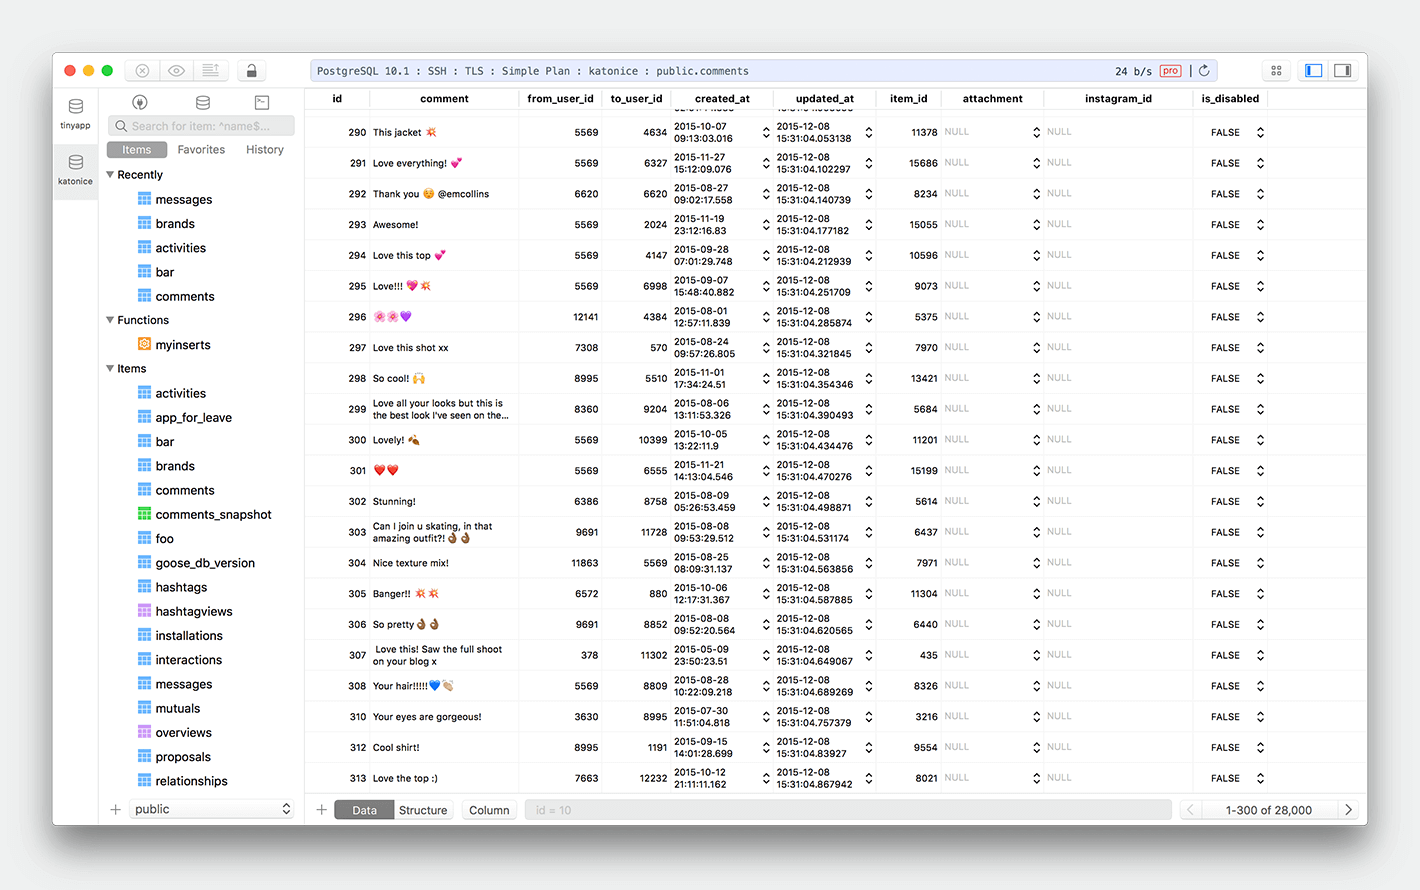 PostgreSQL 10.1 : SSH : TLS : Simple Plan : katonice : public.comments
24 b/s pro
tinyapp
katonice
Search for item: ^name$...
Items Favorites History
Recently
messages
brands
activities
bar
comments
Functions
myinserts
Items
activities
app_for_leave
bar
brands
comments
comments_snapshot
foo
goose_db_version
hashtags
hashtagviews
installations
interactions
messages
mutuals
overviews
proposals
relationships
+ public
id comment from_user_id to_user_id created_at updated_at item_id attachment instagram_id is_disabled
290 This jacket 💥 5569 4634 2015-10-07 09:13:03.016 2015-12-08 15:31:04.053138 11378 NULL NULL FALSE
291 Love everything! 💕 5569 6327 2015-11-27 15:12:09.076 2015-12-08 15:31:04.102297 15686 NULL NULL FALSE
292 Thank you ☺️ @emcollins 6620 6620 2015-08-27 09:02:17.558 2015-12-08 15:31:04.140739 8234 NULL NULL FALSE
293 Awesome! 5569 2024 2015-11-19 23:12:16.83 2015-12-08 15:31:04.177182 15055 NULL NULL FALSE
294 Love this top 💕 5569 4147 2015-09-28 07:01:29.748 2015-12-08 15:31:04.212939 10596 NULL NULL FALSE
295 Love!!! 💖💥 5569 6998 2015-09-07 15:48:40.882 2015-12-08 15:31:04.251709 9073 NULL NULL FALSE
296 🌸🌸💜 12141 4384 2015-08-01 12:57:11.839 2015-12-08 15:31:04.285874 5375 NULL NULL FALSE
297 Love this shot xx 7308 570 2015-08-24 09:57:26.805 2015-12-08 15:31:04.321845 7970 NULL NULL FALSE
298 So cool! 🙌 8995 5510 2015-11-01 17:34:24.51 2015-12-08 15:31:04.354346 13421 NULL NULL FALSE
299 Love all your looks but this is the best look I've seen on the... 8360 9204 2015-08-06 13:11:53.326 2015-12-08 15:31:04.390493 5684 NULL NULL FALSE
300 Lovely! 🍂 5569 10399 2015-10-05 13:22:11.9 2015-12-08 15:31:04.434476 11201 NULL NULL FALSE
301 ❤️❤️ 5569 6555 2015-11-21 14:13:04.546 2015-12-08 15:31:04.470276 15199 NULL NULL FALSE
302 Stunning! 6386 8758 2015-08-09 05:26:53.459 2015-12-08 15:31:04.498871 5614 NULL NULL FALSE
303 Can I join u skating, in that amazing outfit?! 👌🏾👌🏾 9691 11728 2015-08-08 09:53:29.512 2015-12-08 15:31:04.531174 6437 NULL NULL FALSE
304 Nice texture mix! 11863 5569 2015-08-25 08:09:31.137 2015-12-08 15:31:04.563856 7971 NULL NULL FALSE
305 Banger!! 💥💥 6572 880 2015-10-06 12:17:31.367 2015-12-08 15:31:04.587885 11304 NULL NULL FALSE
306 So pretty👌🏾👌🏾 9691 8852 2015-08-08 09:52:20.564 2015-12-08 15:31:04.620565 6440 NULL NULL FALSE
307 Love this! Saw the full shoot on your blog x 378 11302 2015-05-09 23:50:23.51 2015-12-08 15:31:04.649067 435 NULL NULL FALSE
308 Your hair!!!!!💙👏🏼 5569 8809 2015-08-28 10:22:09.218 2015-12-08 15:31:04.689269 8326 NULL NULL FALSE
310 Your eyes are gorgeous! 3630 8995 2015-07-30 11:51:04.818 2015-12-08 15:31:04.757379 3216 NULL NULL FALSE
312 Cool shirt! 8995 1191 2015-09-15 14:01:28.699 2015-12-08 15:31:04.83927 9554 NULL NULL FALSE
313 Love the top :) 7663 12232 2015-10-12 21:11:11.162 2015-12-08 15:31:04.867942 8021 NULL NULL FALSE
+ Data Structure Column id = 10 1-300 of 28,000